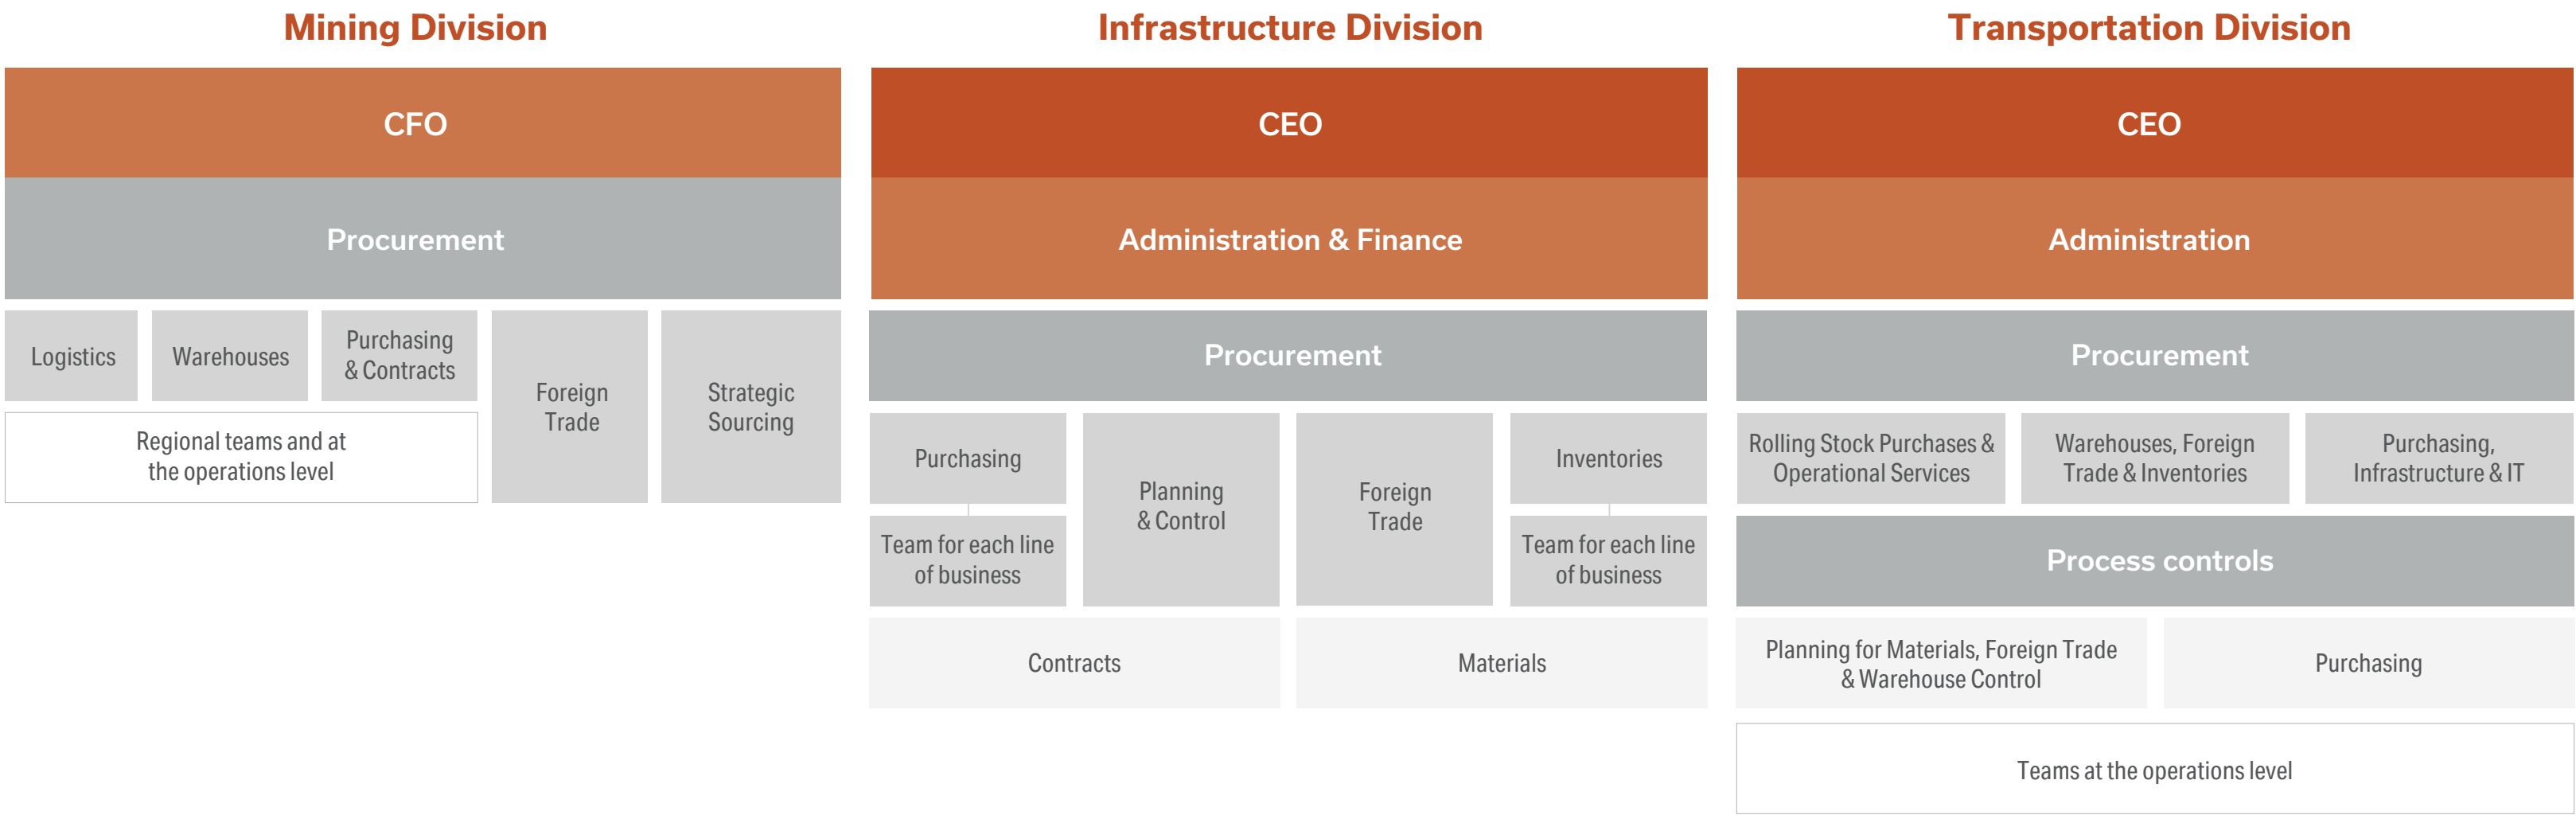 Mining Division
CFO
Procurement
Logistics
Warehouses
Purchasing
& Contracts
Foreign
Trade
Strategic
Sourcing
Regional teams and at
the operations level
Infrastructure Division
CEO
Administration & Finance
Procurement
Purchasing
Planning
& Control
Foreign
Trade
Inventories
Team for each line
of business
Team for each line
of business
Contracts
Materials
Transportation Division
CEO
Administration
Procurement
Rolling Stock Purchases &
Operational Services
Warehouses, Foreign
Trade & Inventories
Purchasing,
Infrastructure & IT
Process controls
Planning for Materials, Foreign Trade
& Warehouse Control
Purchasing
Teams at the operations level